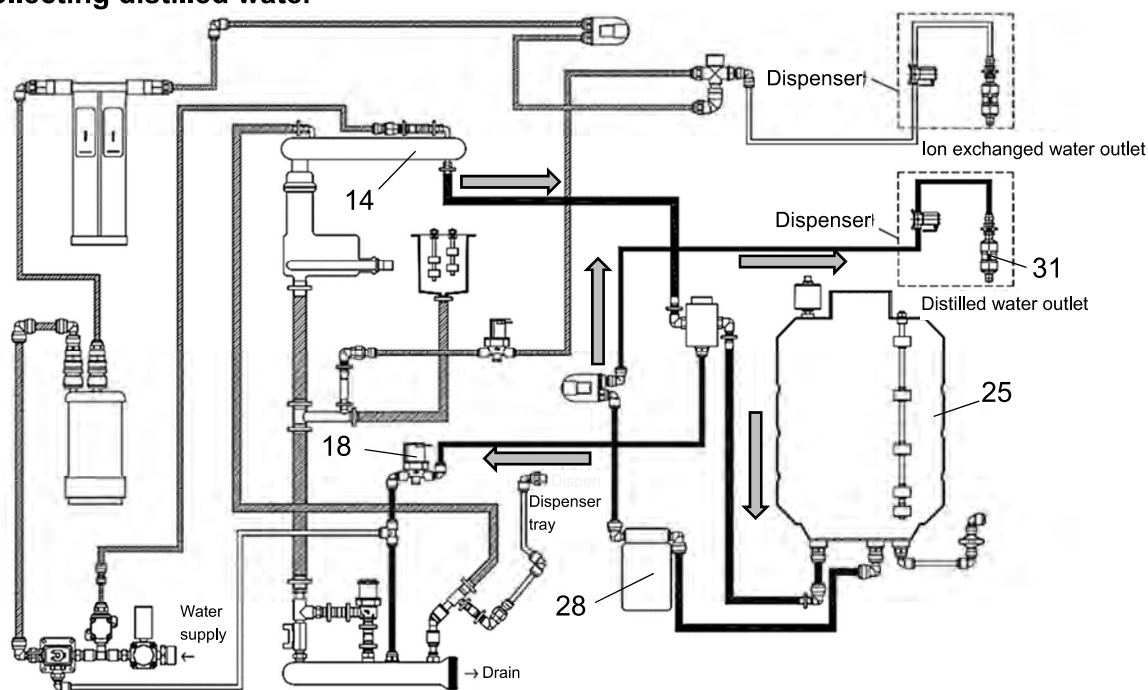 Dispenser
Ion exchanged water outlet
14
Dispenser
31
Distilled water outlet
25
18
Dispen
Dispenser
tray
28
Water
supply
→ Drain